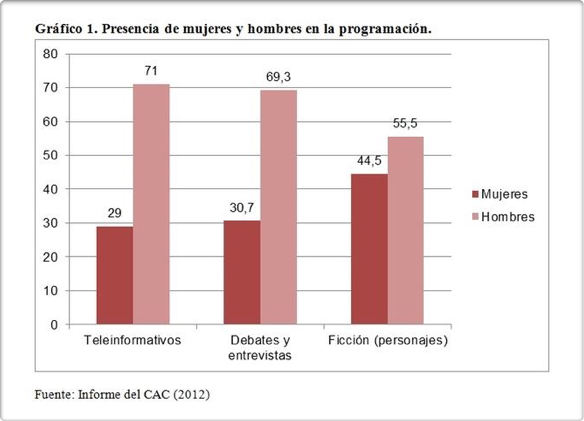 Gráfico 1. Presencia de mujeres y hombres en la programación.
80
70
60
50
40
30
20
10
0
29
71
30,7
69,3
44,5
55,5
Teleinformativos
Debates y
entrevistas
Ficción (personajes)
Mujeres
Hombres
Fuente: Informe del CAC (2012)